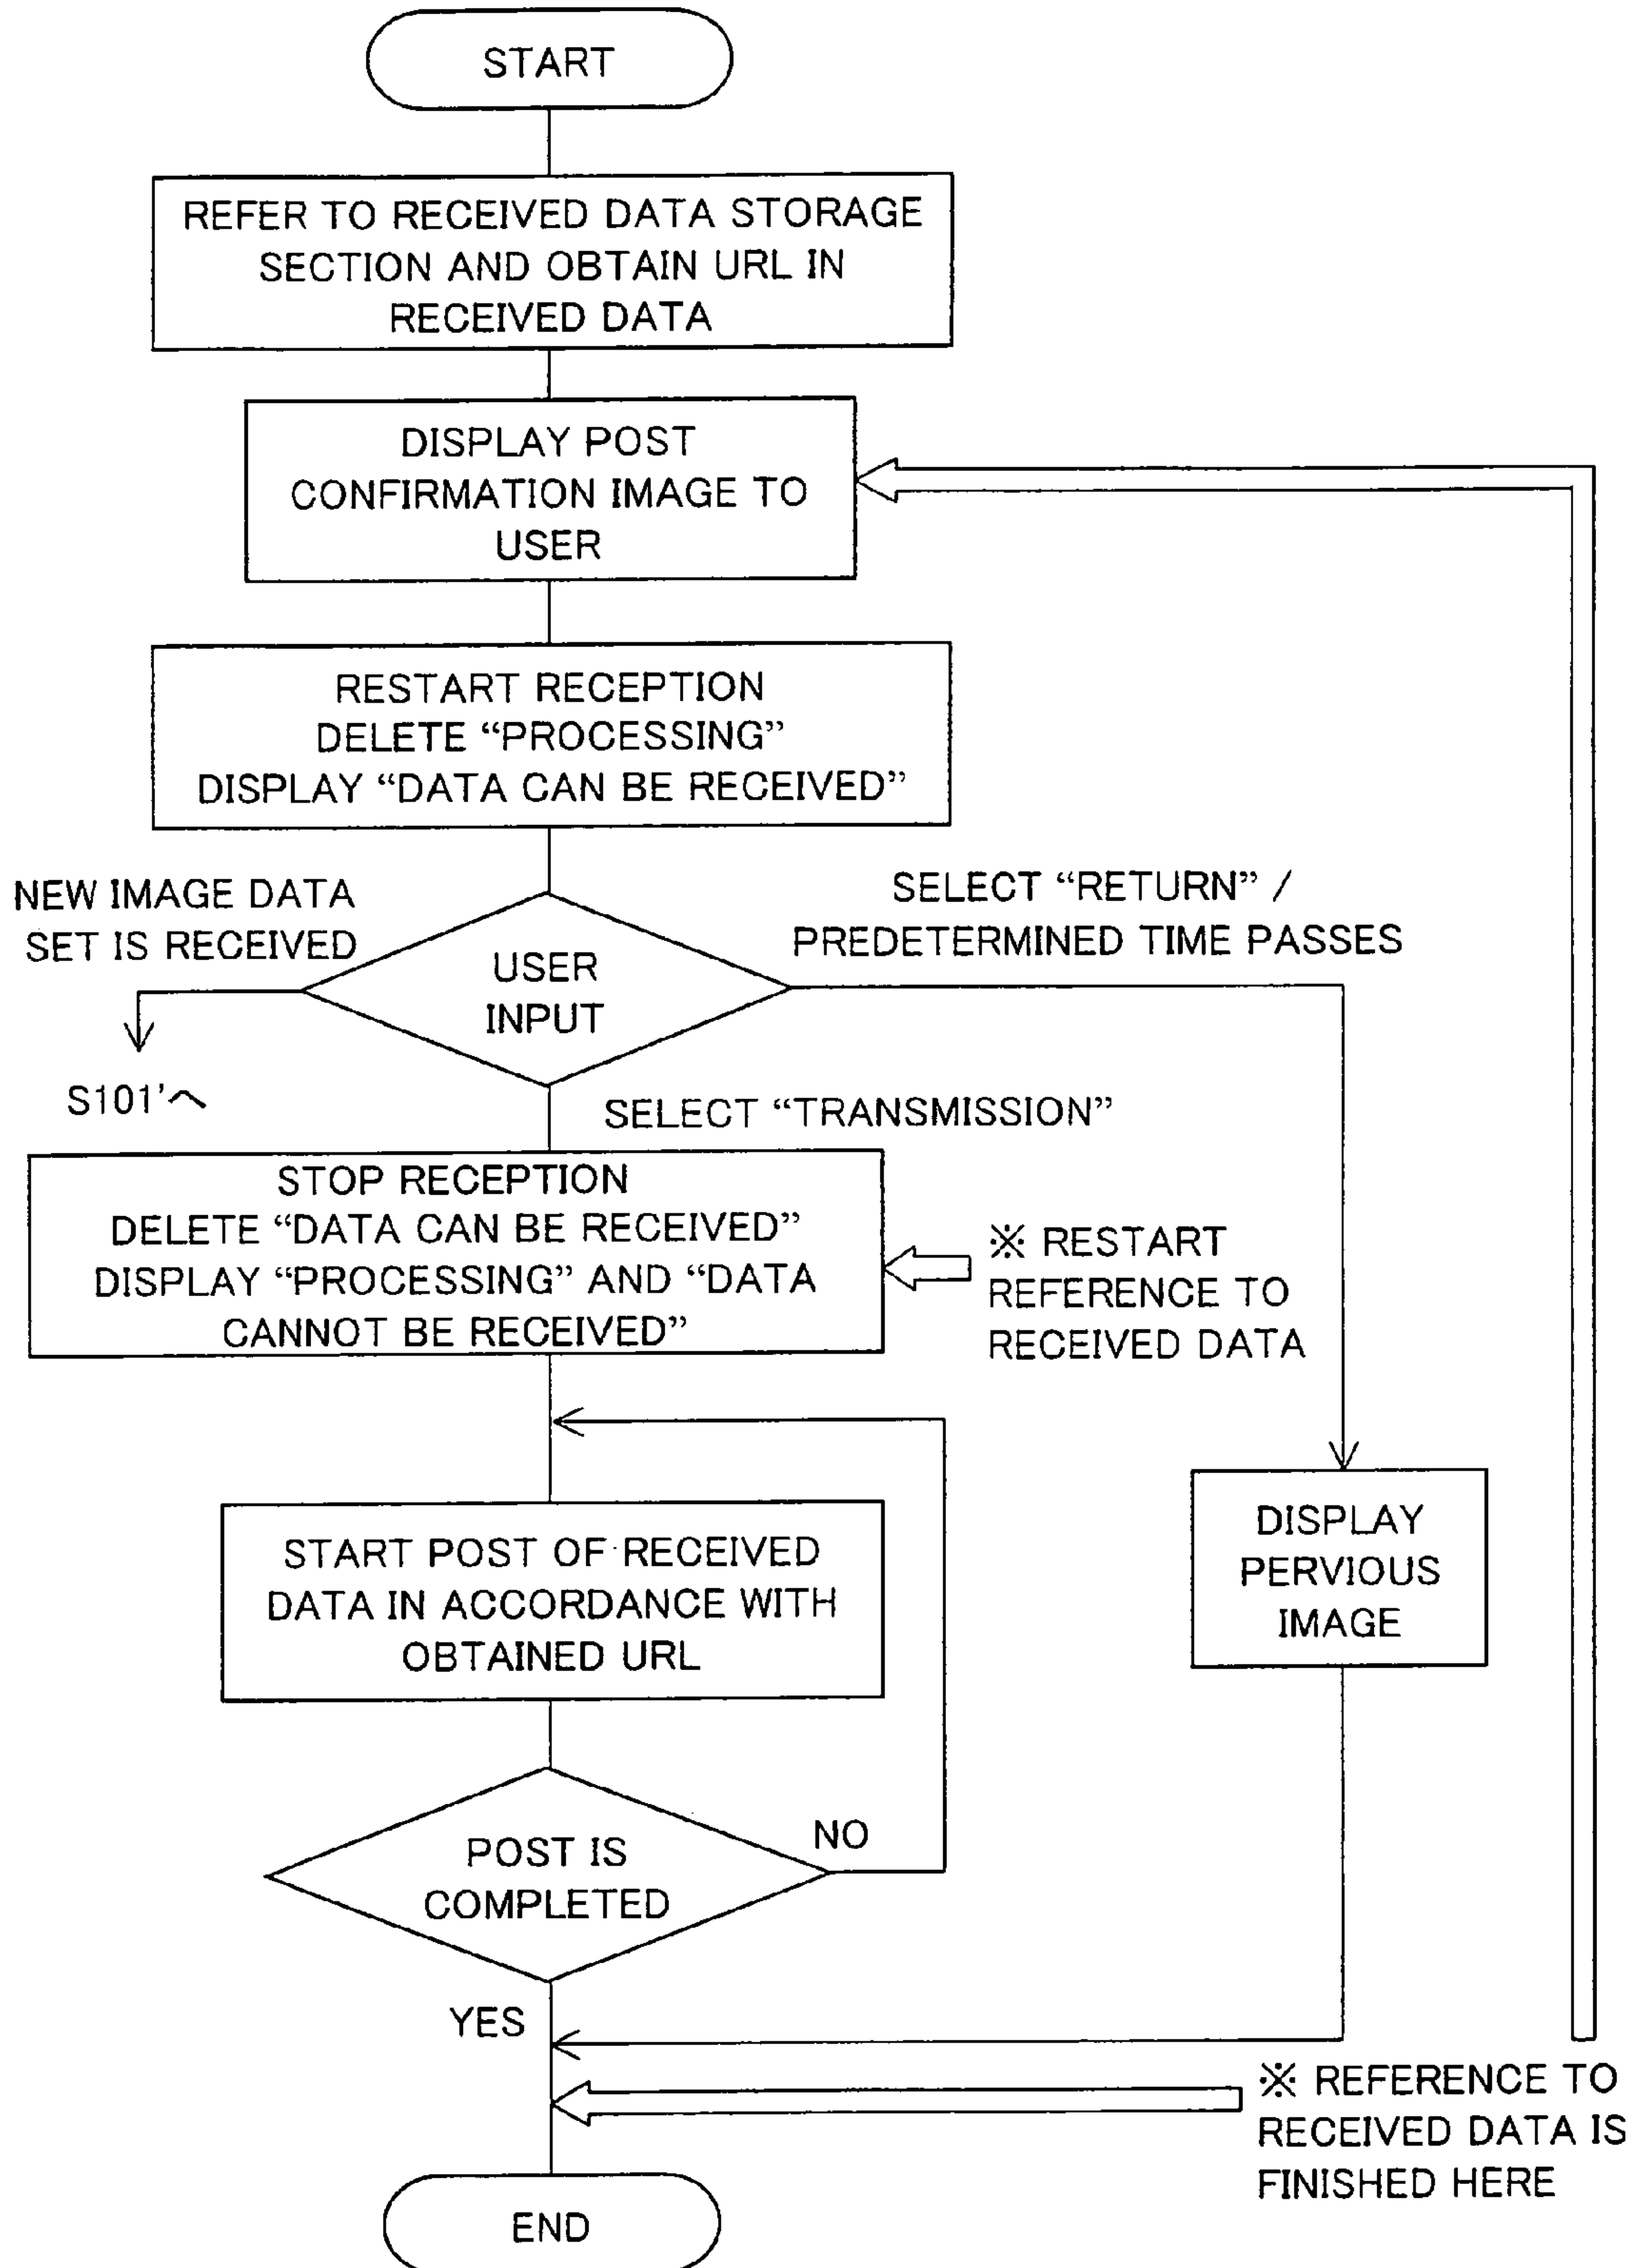 START
REFER TO RECEIVED DATA STORAGE
SECTION AND OBTAIN URL IN
RECEIVED DATA
DISPLAY POST
CONFIRMATION IMAGE TO
USER
RESTART RECEPTION
DELETE “PROCESSING”
DISPLAY “DATA CAN BE RECEIVED”
NEW IMAGE DATA
SET IS RECEIVED
SELECT “RETURN” /
PREDETERMINED TIME PASSES
USER
INPUT
S101'へ
SELECT “TRANSMISSION”
STOP RECEPTION
DELETE “DATA CAN BE RECEIVED”
DISPLAY “PROCESSING” AND “DATA
CANNOT BE RECEIVED”
※ RESTART
REFERENCE TO
RECEIVED DATA
START POST OF RECEIVED
DATA IN ACCORDANCE WITH
OBTAINED URL
DISPLAY
PERVIOUS
IMAGE
POST IS
COMPLETED
NO
YES
※ REFERENCE TO
RECEIVED DATA IS
FINISHED HERE
END